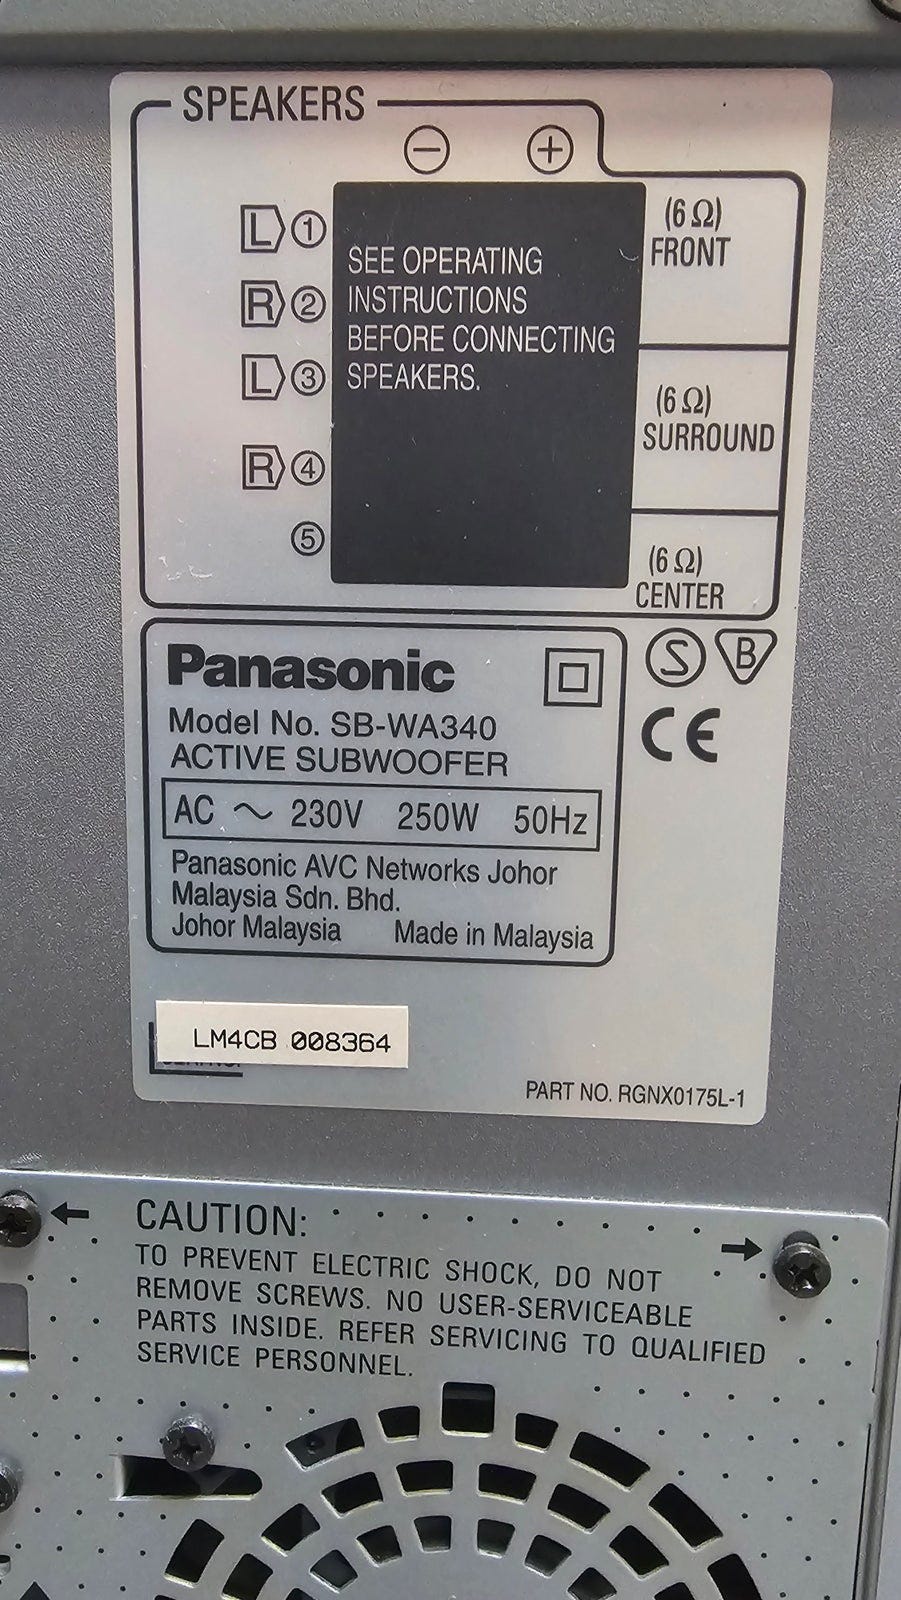 SPEAKERS
− +
L 1
R 2
L 3
R 4
5
SEE OPERATING
INSTRUCTIONS
BEFORE CONNECTING
SPEAKERS.
(6 Ω)
FRONT
(6 Ω)
SURROUND
(6 Ω)
CENTER
Panasonic
Model No. SB-WA340
ACTIVE SUBWOOFER
AC ~ 230V 250W 50Hz
Panasonic AVC Networks Johor
Malaysia Sdn. Bhd.
Johor Malaysia Made in Malaysia
S B
CE
LM4CB 008364
PART NO. RGNX0175L-1
CAUTION:
TO PREVENT ELECTRIC SHOCK, DO NOT
REMOVE SCREWS. NO USER-SERVICEABLE
PARTS INSIDE. REFER SERVICING TO QUALIFIED
SERVICE PERSONNEL.